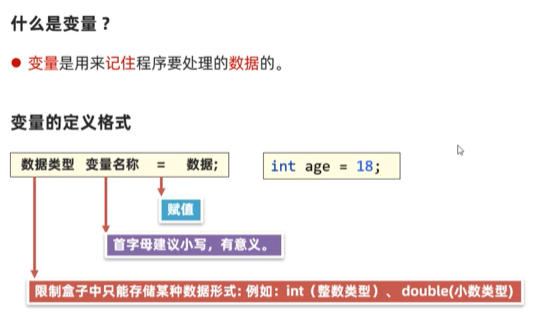 什么是变量？
变量是用来记住程序要处理的数据的。
变量的定义格式
数据类型 变量名称 = 数据;
int age = 18;
赋值
首字母建议小写，有意义。
限制盒子中只能存储某种数据形式: 例如：int（整数类型）、double(小数类型)